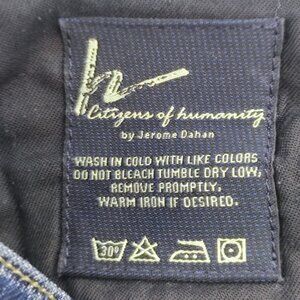 Citizens of humanity
by Jerome Dahan
WASH IN COLD WITH LIKE COLORS
DO NOT BLEACH TUMBLE DRY LOW,
REMOVE PROMPTLY,
WARM IRON IF DESIRED.
30°